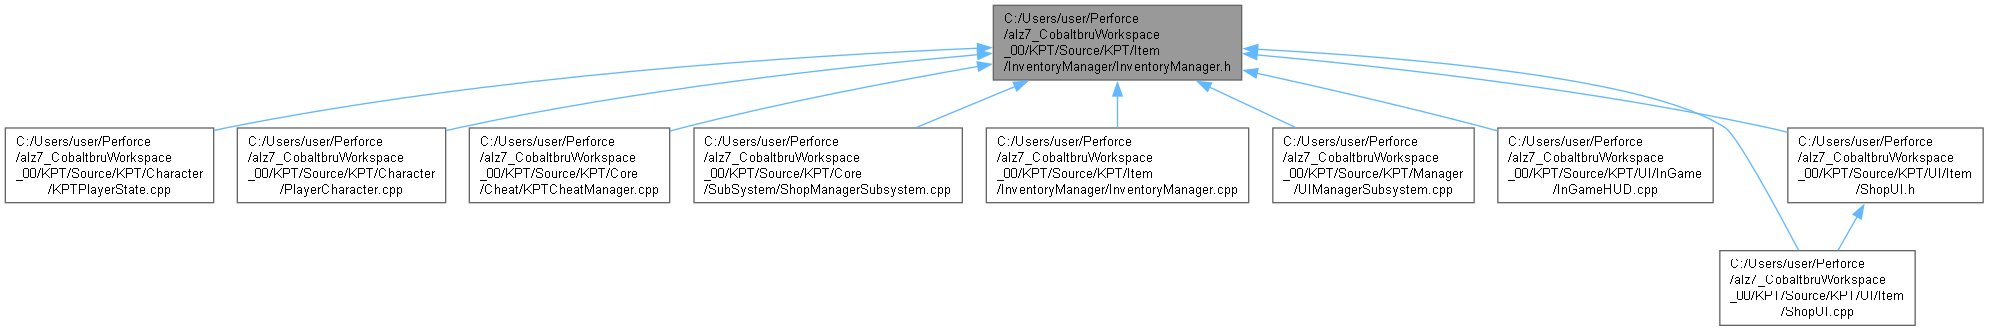 C:/Users/user/Perforce
/alz7_CobaltbruWorkspace
_00/KPT/Source/KPT/Item
/InventoryManager/InventoryManager.h
C:/Users/user/Perforce
/alz7_CobaltbruWorkspace
_00/KPT/Source/KPT/Character
/KPTPlayerState.cpp
C:/Users/user/Perforce
/alz7_CobaltbruWorkspace
_00/KPT/Source/KPT/Character
/PlayerCharacter.cpp
C:/Users/user/Perforce
/alz7_CobaltbruWorkspace
_00/KPT/Source/KPT/Core
/Cheat/KPTCheatManager.cpp
C:/Users/user/Perforce
/alz7_CobaltbruWorkspace
_00/KPT/Source/KPT/Core
/SubSystem/ShopManagerSubsystem.cpp
C:/Users/user/Perforce
/alz7_CobaltbruWorkspace
_00/KPT/Source/KPT/Item
/InventoryManager/InventoryManager.cpp
C:/Users/user/Perforce
/alz7_CobaltbruWorkspace
_00/KPT/Source/KPT/Manager
/UIManagerSubsystem.cpp
C:/Users/user/Perforce
/alz7_CobaltbruWorkspace
_00/KPT/Source/KPT/UI/InGame
/InGameHUD.cpp
C:/Users/user/Perforce
/alz7_CobaltbruWorkspace
_00/KPT/Source/KPT/UI/Item
/ShopUI.h
C:/Users/user/Perforce
/alz7_CobaltbruWorkspace
_00/KPT/Source/KPT/UI/Item
/ShopUI.cpp